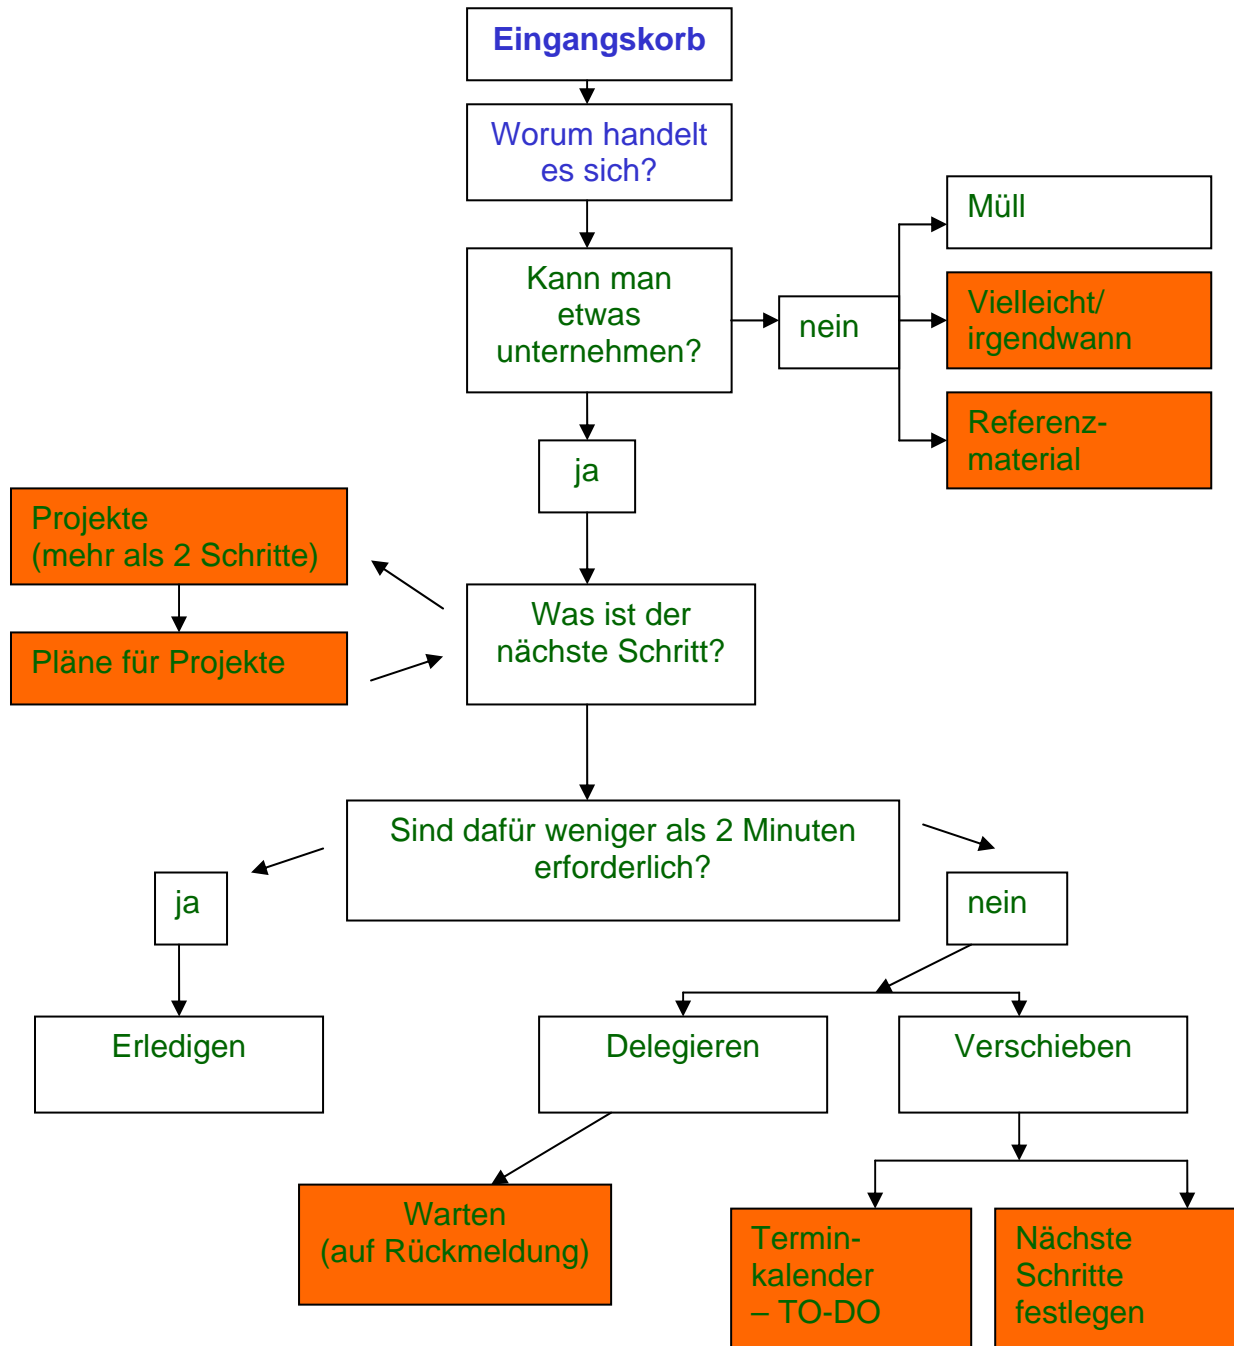 Eingangskorb
Worum handelt
es sich?
Kann man
etwas
unternehmen?
nein
Müll
Vielleicht/
irgendwann
Referenz-
material
ja
Projekte
(mehr als 2 Schritte)
Pläne für Projekte
Was ist der
nächste Schritt?
Sind dafür weniger als 2 Minuten
erforderlich?
ja
nein
Erledigen
Delegieren
Verschieben
Warten
(auf Rückmeldung)
Termin-
kalender
– TO-DO
Nächste
Schritte
festlegen